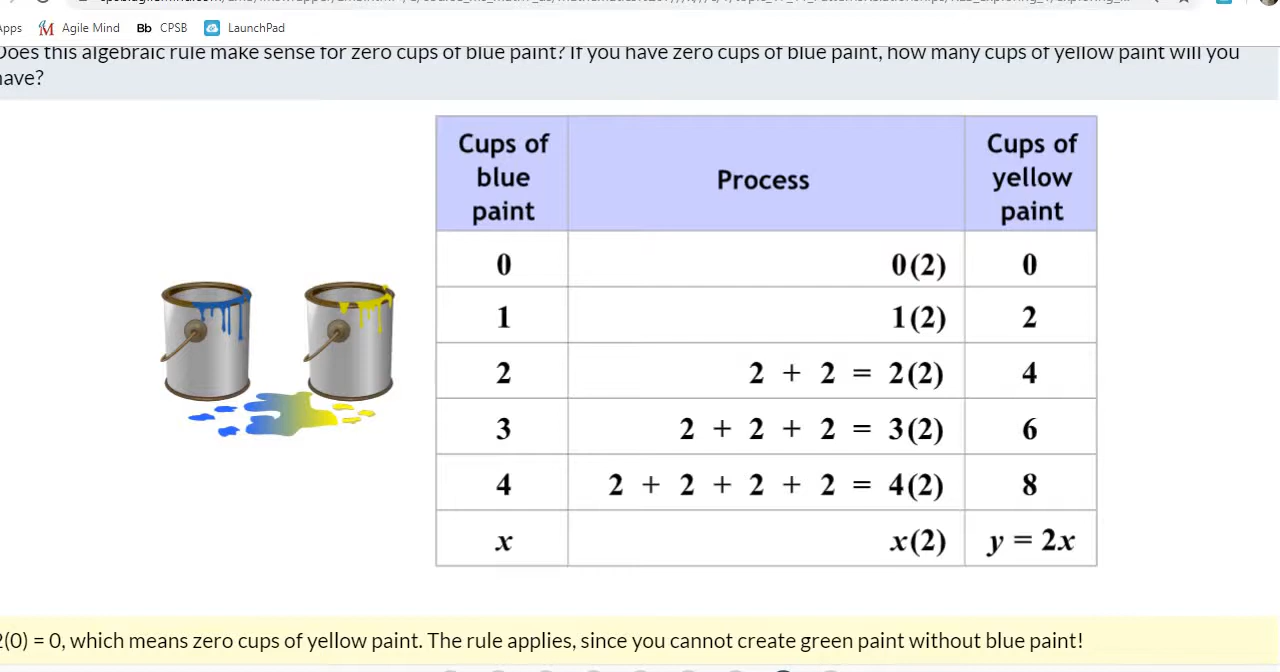 Agile Mind Bb CPSB LaunchPad
Does this algebraic rule make sense for zero cups of blue paint? If you have zero cups of blue paint, how many cups of yellow paint will you
have?
Cups of blue paint Process Cups of yellow paint
0 0(2) 0
1 1(2) 2
2 2 + 2 = 2(2) 4
3 2 + 2 + 2 = 3(2) 6
4 2 + 2 + 2 + 2 = 4(2) 8
x x(2) y = 2x
2(0) = 0, which means zero cups of yellow paint. The rule applies, since you cannot create green paint without blue paint!